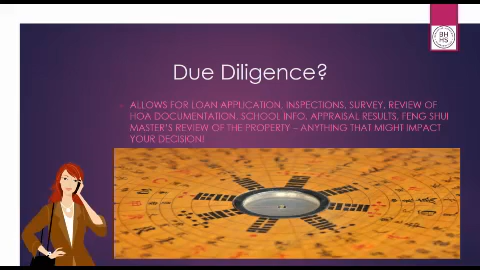 BH
HS
Due Diligence?
ALLOWS FOR LOAN APPLICATION, INSPECTIONS, SURVEY, REVIEW OF
HOA DOCUMENTATION, SCHOOL INFO, APPRAISAL RESULTS, FENG SHUI
MASTER'S REVIEW OF THE PROPERTY – ANYTHING THAT MIGHT IMPACT
YOUR DECISION!